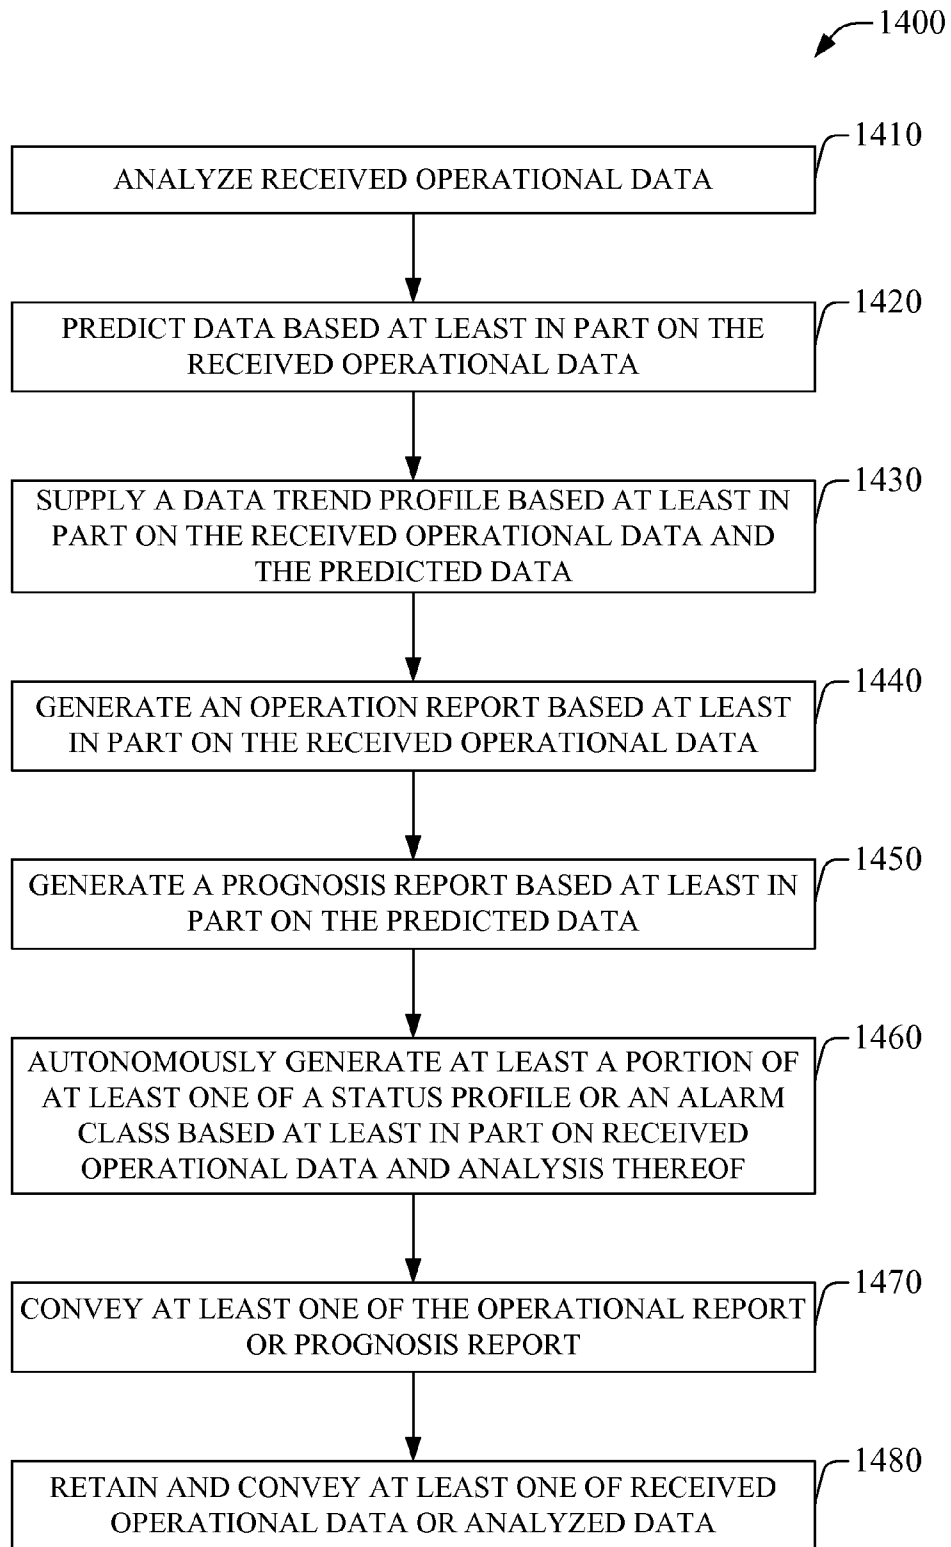 1400
1410
ANALYZE RECEIVED OPERATIONAL DATA
1420
PREDICT DATA BASED AT LEAST IN PART ON THE
RECEIVED OPERATIONAL DATA
1430
SUPPLY A DATA TREND PROFILE BASED AT LEAST IN
PART ON THE RECEIVED OPERATIONAL DATA AND
THE PREDICTED DATA
1440
GENERATE AN OPERATION REPORT BASED AT LEAST
IN PART ON THE RECEIVED OPERATIONAL DATA
1450
GENERATE A PROGNOSIS REPORT BASED AT LEAST IN
PART ON THE PREDICTED DATA
1460
AUTONOMOUSLY GENERATE AT LEAST A PORTION OF
AT LEAST ONE OF A STATUS PROFILE OR AN ALARM
CLASS BASED AT LEAST IN PART ON RECEIVED
OPERATIONAL DATA AND ANALYSIS THEREOF
1470
CONVEY AT LEAST ONE OF THE OPERATIONAL REPORT
OR PROGNOSIS REPORT
1480
RETAIN AND CONVEY AT LEAST ONE OF RECEIVED
OPERATIONAL DATA OR ANALYZED DATA